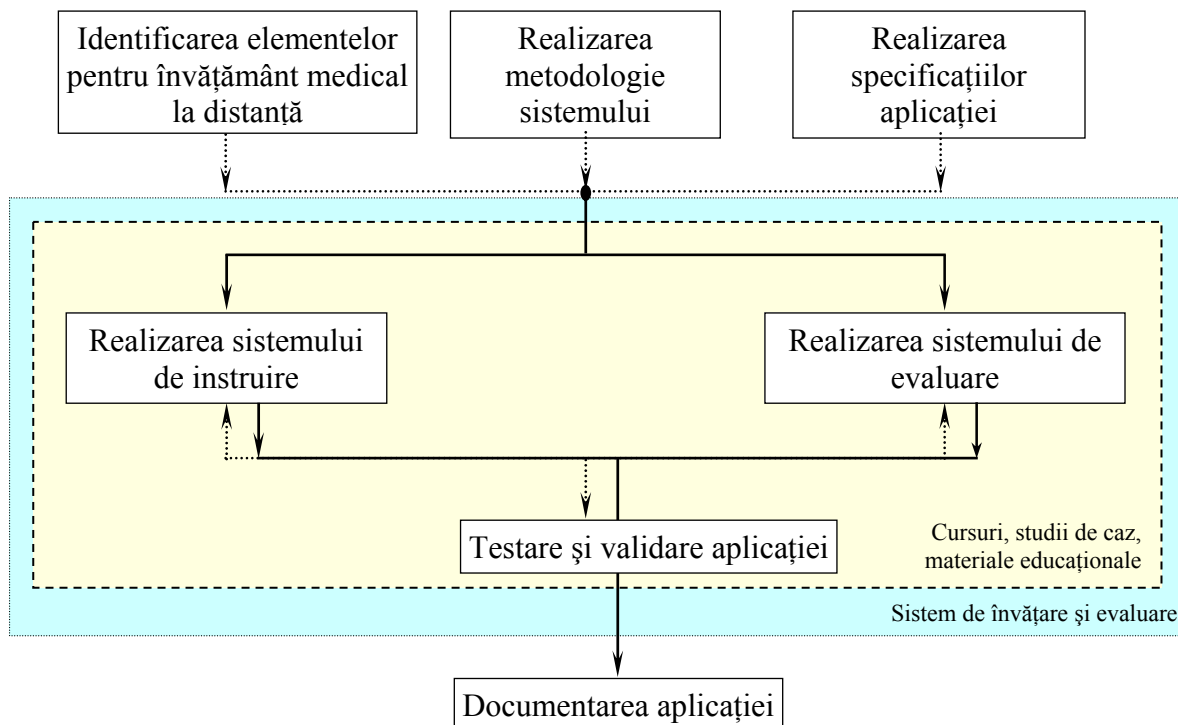 Identificarea elementelor
pentru învățământ medical
la distanță
Realizarea
metodologie
sistemului
Realizarea
specificațiilor
aplicației
Realizarea sistemului
de instruire
Realizarea sistemului de
evaluare
Testare şi validare aplicației
Cursuri, studii de caz,
materiale educaționale
Sistem de învățare şi evaluare
Documentarea aplicației